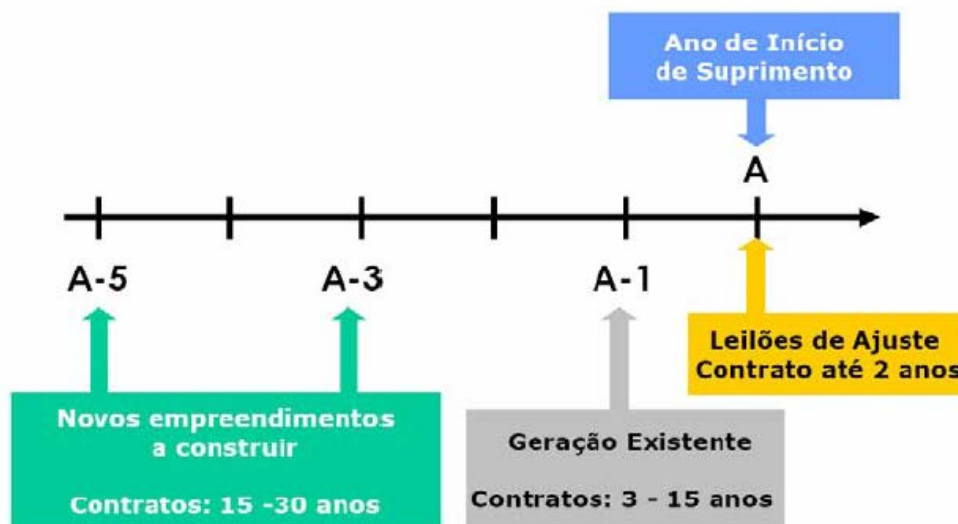 Ano de Início
de Suprimento
A
A-5
A-3
A-1
Leilões de Ajuste
Contrato até 2 anos
Novos empreendimentos
a construir
Contratos: 15 -30 anos
Geração Existente
Contratos: 3 - 15 anos